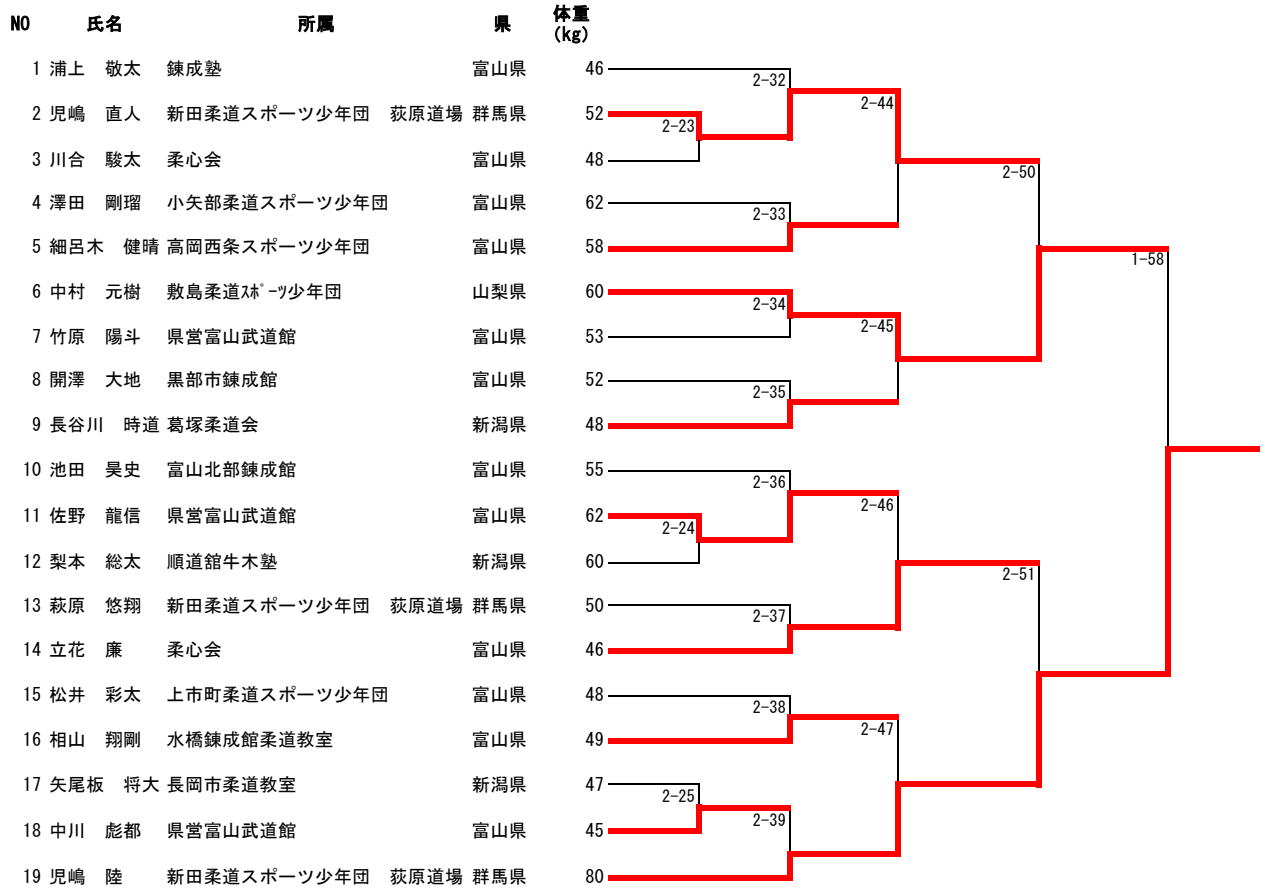 NO 氏名 所属 県 体重(kg)
1 浦上 敬太 錬成塾 富山県 46
2-32
2-44
2 児嶋 直人 新田柔道スポーツ少年団 荻原道場 群馬県 52
2-23
3 川合 駿太 柔心会 富山県 48
2-50
4 澤田 剛瑠 小矢部柔道スポーツ少年団 富山県 62
2-33
5 細呂木 健晴 高岡西条スポーツ少年団 富山県 58
1-58
6 中村 元樹 敷島柔道ｽﾎﾟｰﾂ少年団 山梨県 60
2-34
2-45
7 竹原 陽斗 県営富山武道館 富山県 53
8 開澤 大地 黒部市錬成館 富山県 52
2-35
9 長谷川 時道 葛塚柔道会 新潟県 48
10 池田 昊史 富山北部錬成館 富山県 55
2-36
2-46
11 佐野 龍信 県営富山武道館 富山県 62
2-24
12 梨本 総太 順道舘牛木塾 新潟県 60
2-51
13 萩原 悠翔 新田柔道スポーツ少年団 荻原道場 群馬県 50
2-37
14 立花 廉 柔心会 富山県 46
15 松井 彩太 上市町柔道スポーツ少年団 富山県 48
2-38
2-47
16 相山 翔剛 水橋錬成館柔道教室 富山県 49
17 矢尾板 将大 長岡市柔道教室 新潟県 47
2-25
2-39
18 中川 彪都 県営富山武道館 富山県 45
19 児嶋 陸 新田柔道スポーツ少年団 荻原道場 群馬県 80